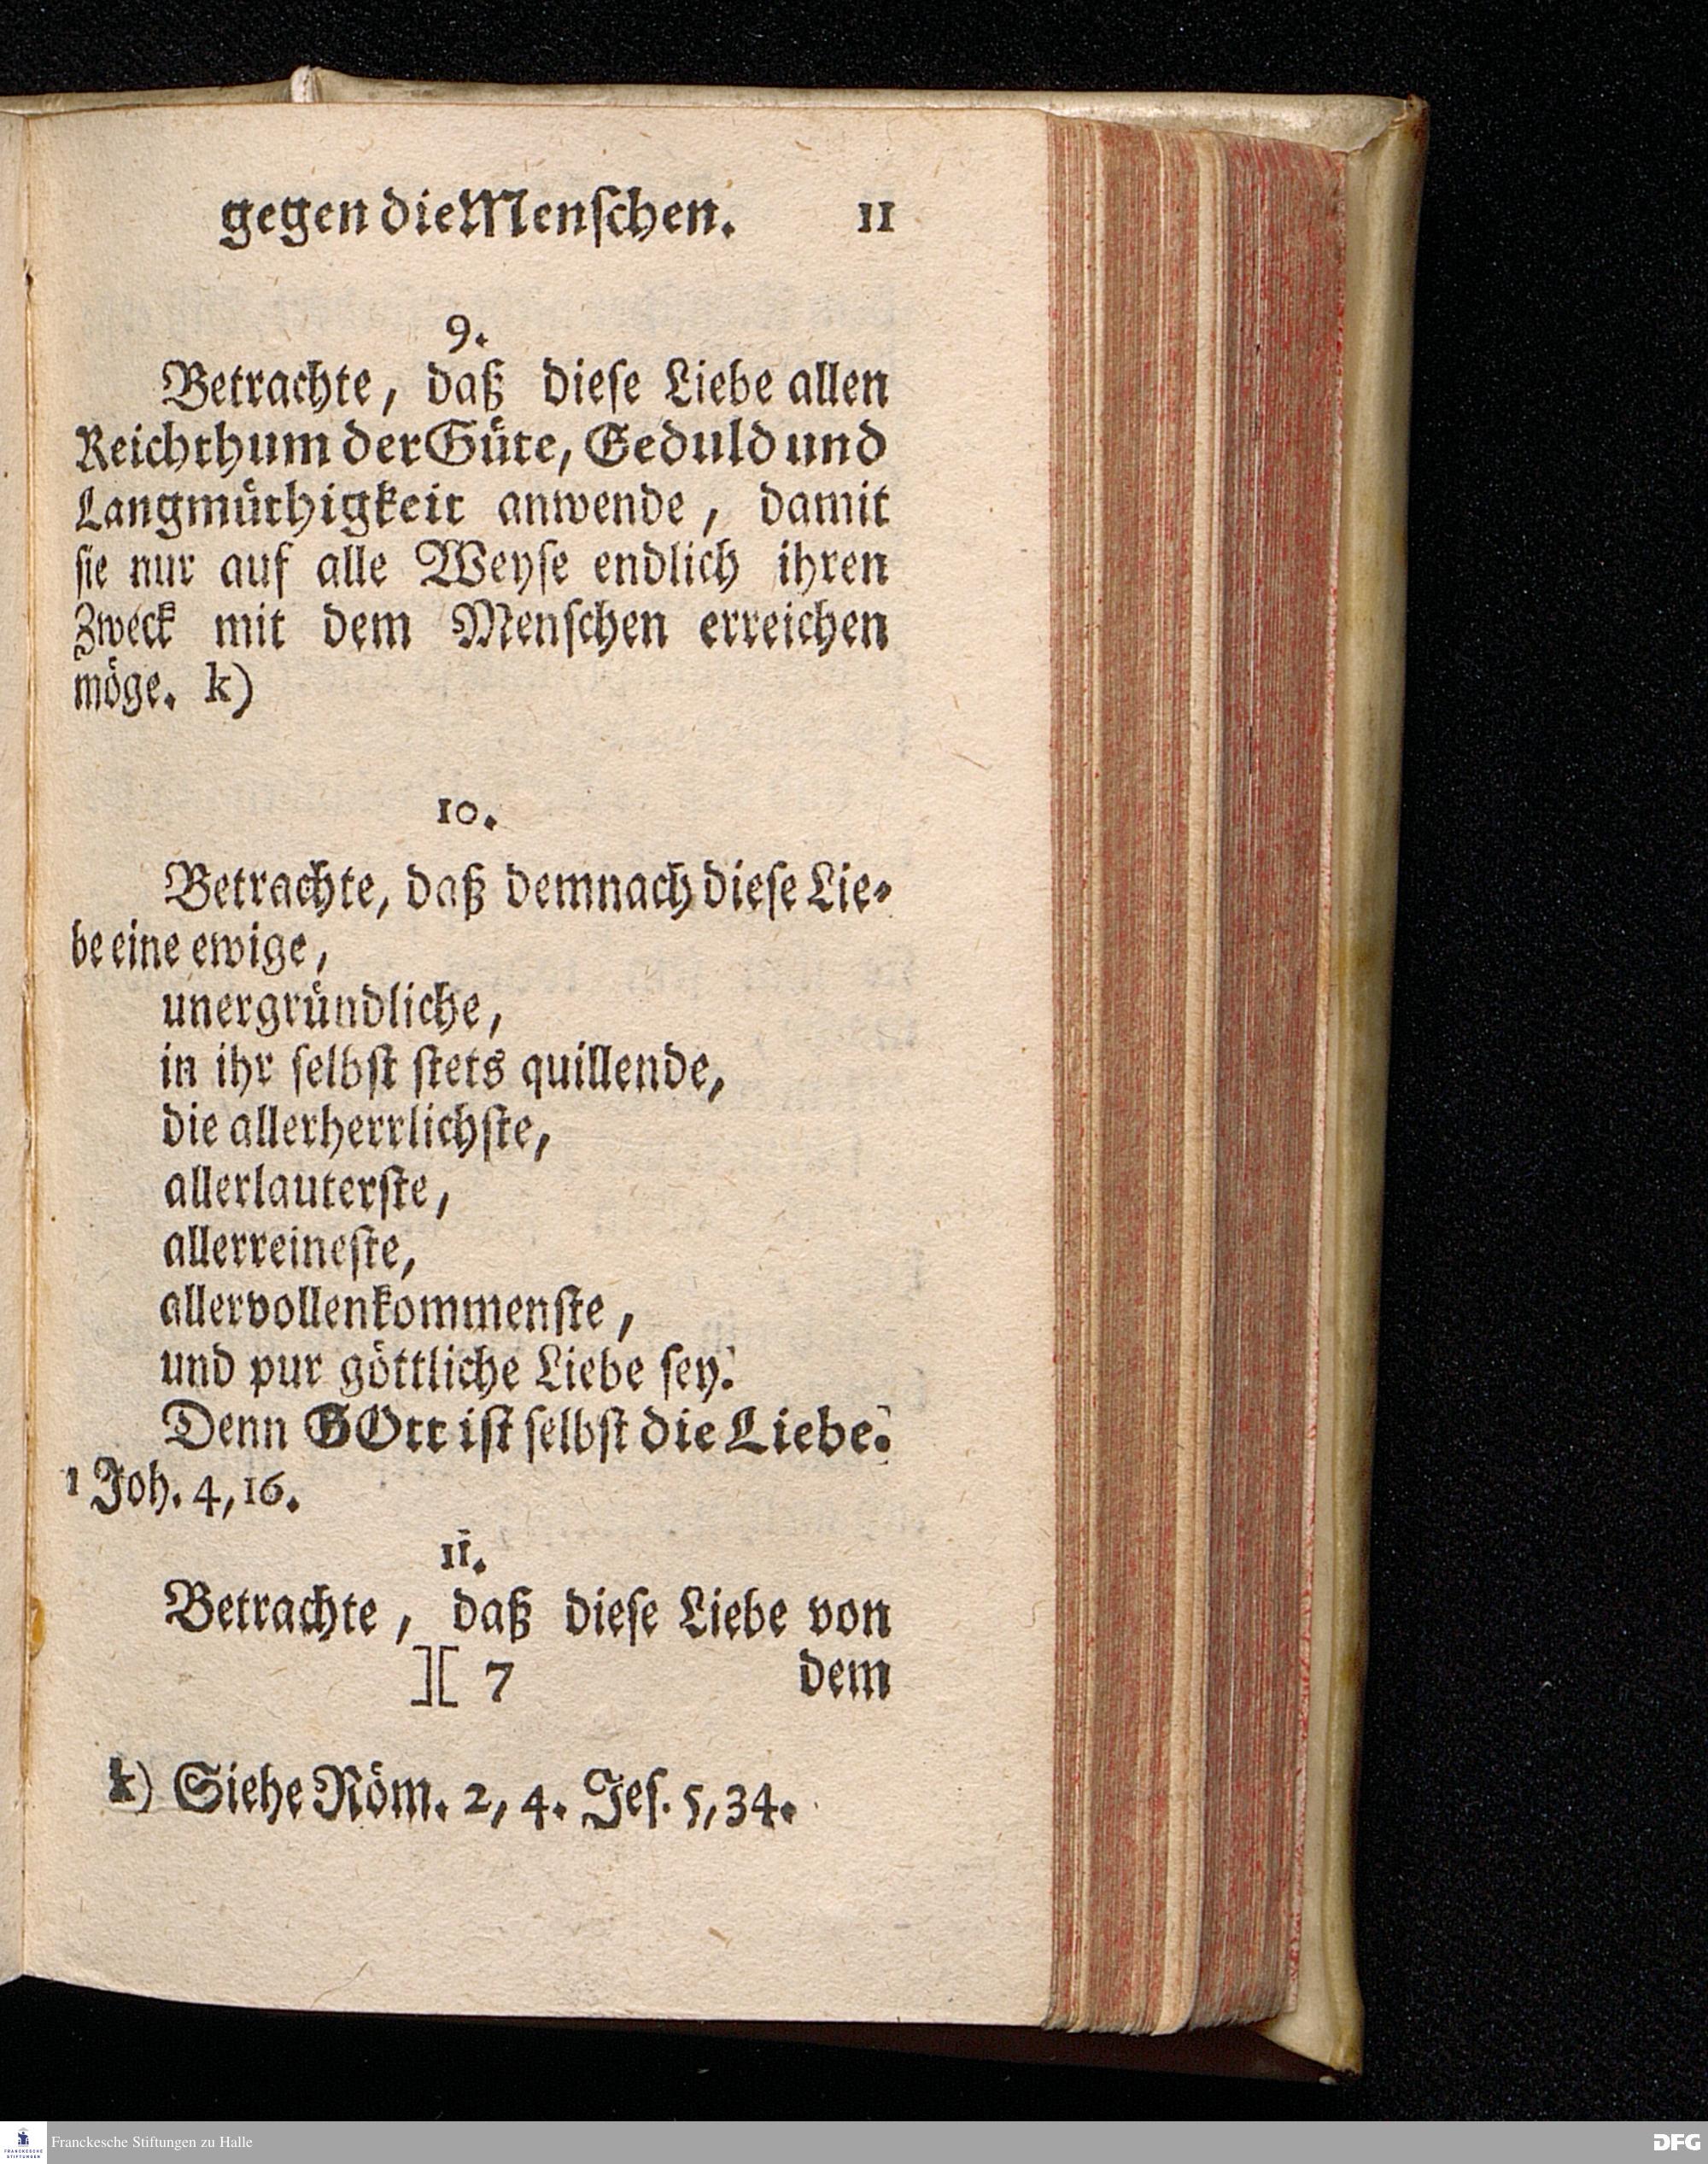 gegen die Menschen. 11
9.
Betrachte, daß diese Liebe allen
Reichthum der Güte, Geduld und
Langmüthigkeit anwende, damit
sie nur auf alle Weyse endlich ihren
Zweck mit dem Menschen erreichen
möge. k)
10.
Betrachte, daß demnach diese Lie-
be eine ewige,
unergründliche,
in ihr selbst stets quillende,
die allerherrlichste,
allerlauterste,
allerreineste,
allervollenkommenste,
und pur göttliche Liebe sey.
Denn GOtt ist selbst die Liebe.
1 Joh. 4, 16.
11.
Betrachte, daß diese Liebe von
][ 7 dem
k) Siehe Röm. 2, 4. Jes. 5, 34.
Franckesche Stiftungen zu Halle
DFG